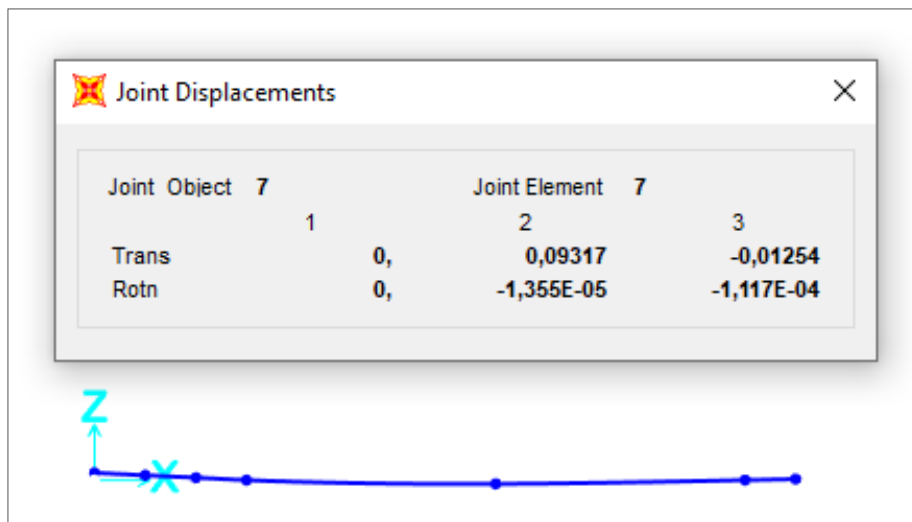 Joint Displacements
Joint Object 7 Joint Element 7
1 2 3
Trans 0, 0,09317 -0,01254
Rotn 0, -1,355E-05 -1,117E-04
Z
X